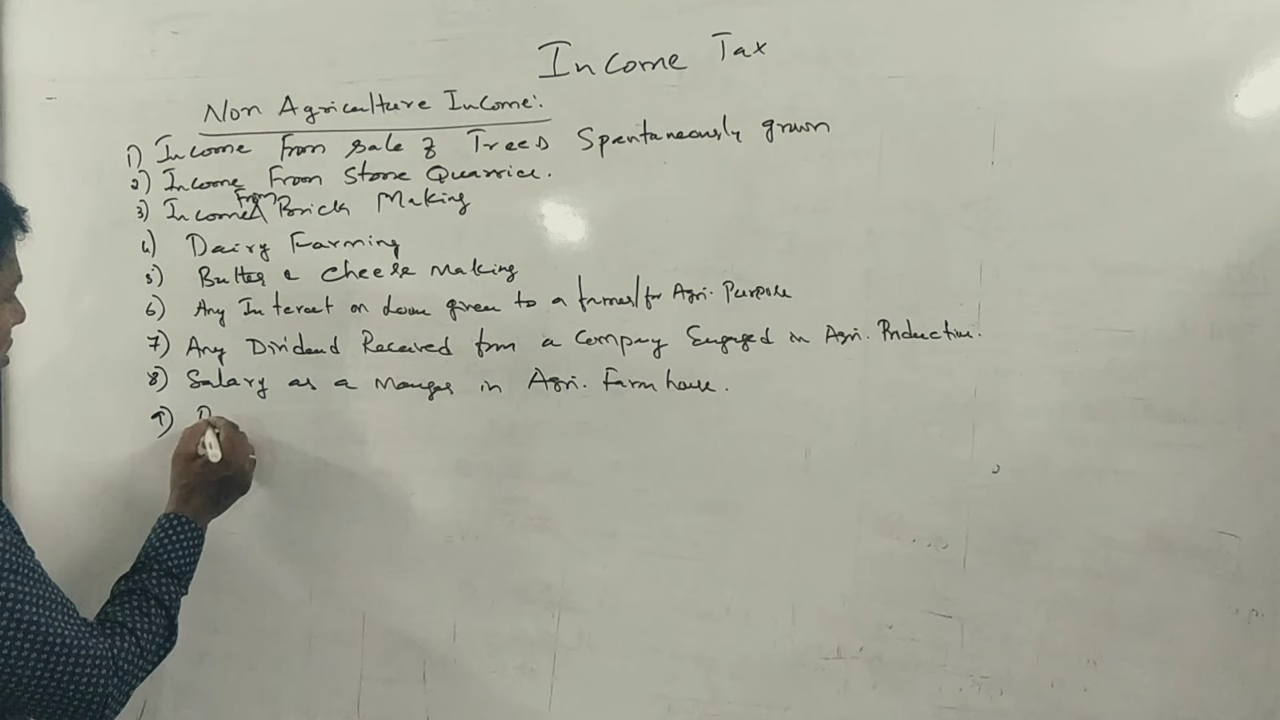 Income Tax
Non Agriculture Income:
1) Income From Sale of Trees Spontaneously grown
2) Income From Stone Quarries.
3) Income From Brick Making
4) Dairy Farming
5) Butter & Cheese Making
6) Any Interest on Loan given to a farmer/for Agri. Purpose
7) Any Dividend Received from a Company Engaged in Agri. Production.
8) Salary as a Manger in Agri. Farm house.
9)